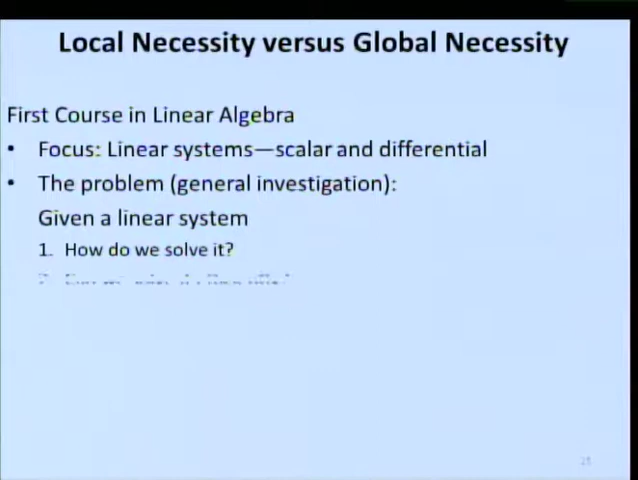 Local Necessity versus Global Necessity
First Course in Linear Algebra
• Focus: Linear systems—scalar and differential
• The problem (general investigation):
Given a linear system
1. How do we solve it?